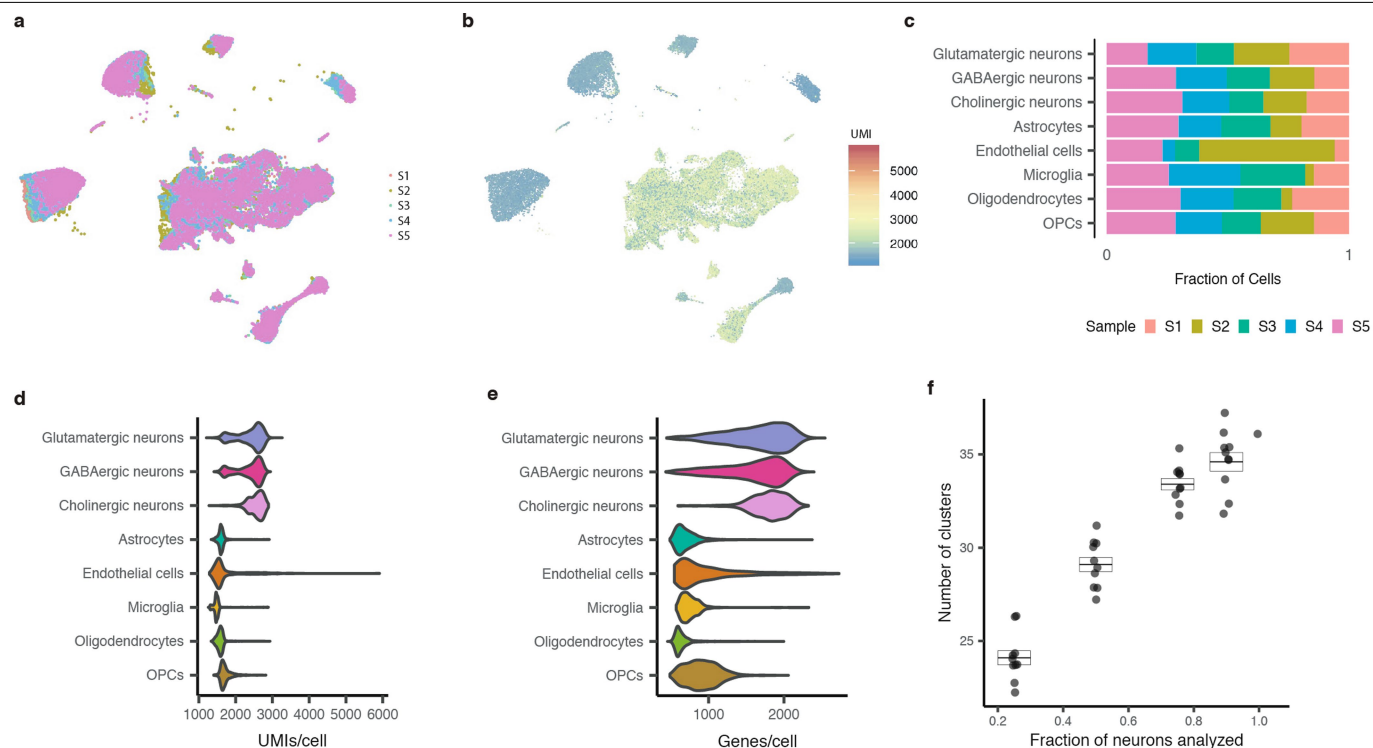 a
S1
S2
S3
S4
S5
b
UMI
5000
4000
3000
2000
c
Glutamatergic neurons
GABAergic neurons
Cholinergic neurons
Astrocytes
Endothelial cells
Microglia
Oligodendrocytes
OPCs
0 1
Fraction of Cells
Sample S1 S2 S3 S4 S5
d
Glutamatergic neurons
GABAergic neurons
Cholinergic neurons
Astrocytes
Endothelial cells
Microglia
Oligodendrocytes
OPCs
1000 2000 3000 4000 5000 6000
UMIs/cell
e
Glutamatergic neurons
GABAergic neurons
Cholinergic neurons
Astrocytes
Endothelial cells
Microglia
Oligodendrocytes
OPCs
1000 2000
Genes/cell
f
Number of clusters
35
30
25
0.2 0.4 0.6 0.8 1.0
Fraction of neurons analyzed